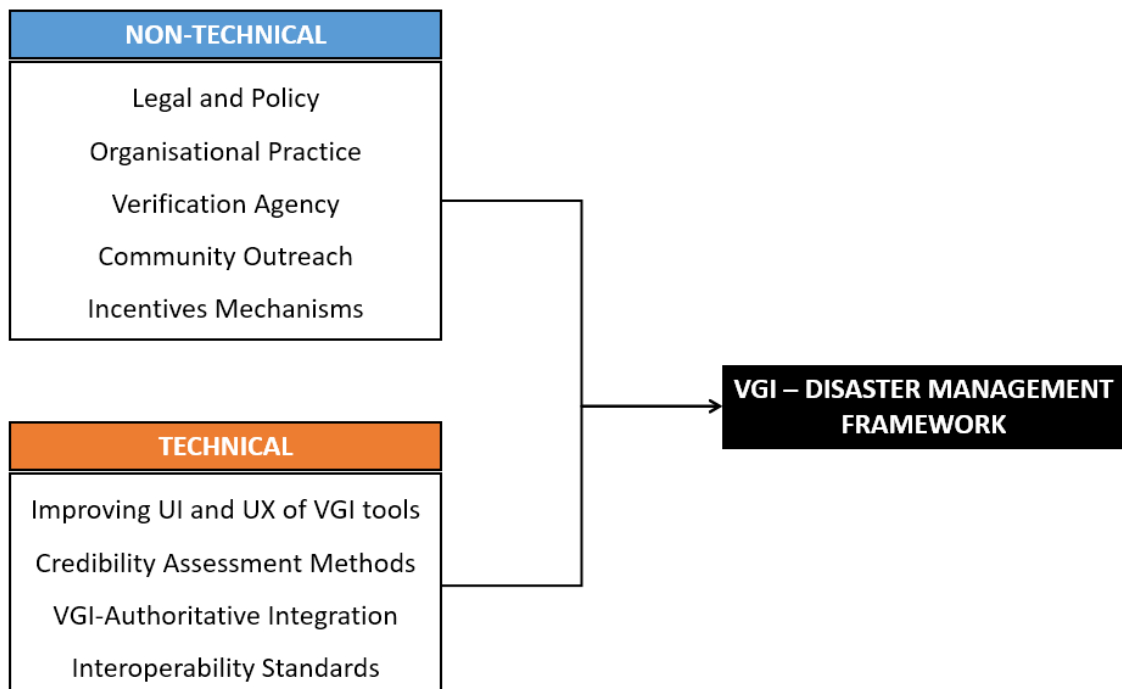 NON-TECHNICAL
Legal and Policy
Organisational Practice
Verification Agency
Community Outreach
Incentives Mechanisms
TECHNICAL
Improving UI and UX of VGI tools
Credibility Assessment Methods
VGI-Authoritative Integration
Interoperability Standards
VGI – DISASTER MANAGEMENT
FRAMEWORK